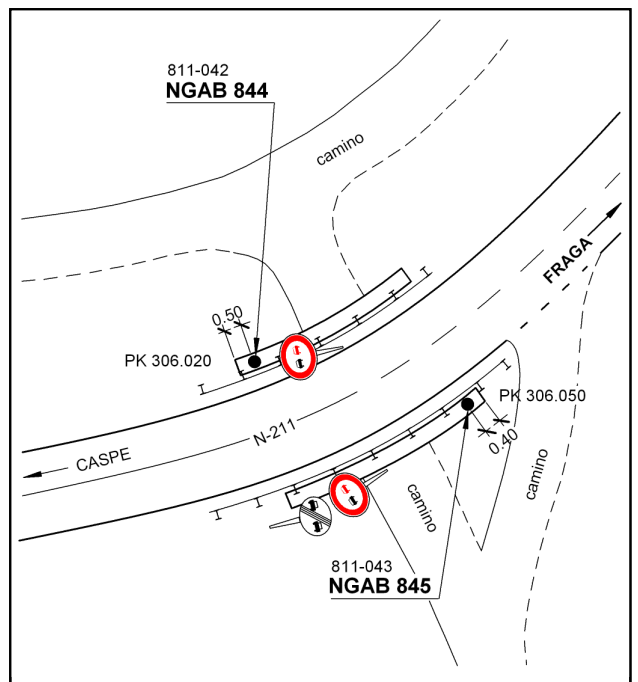 811-042
NGAB 844
camino
FRAGA
0.50
PK 306.020
PK 306.050
N-211
CASPE
0.40
camino
camino
811-043
NGAB 845